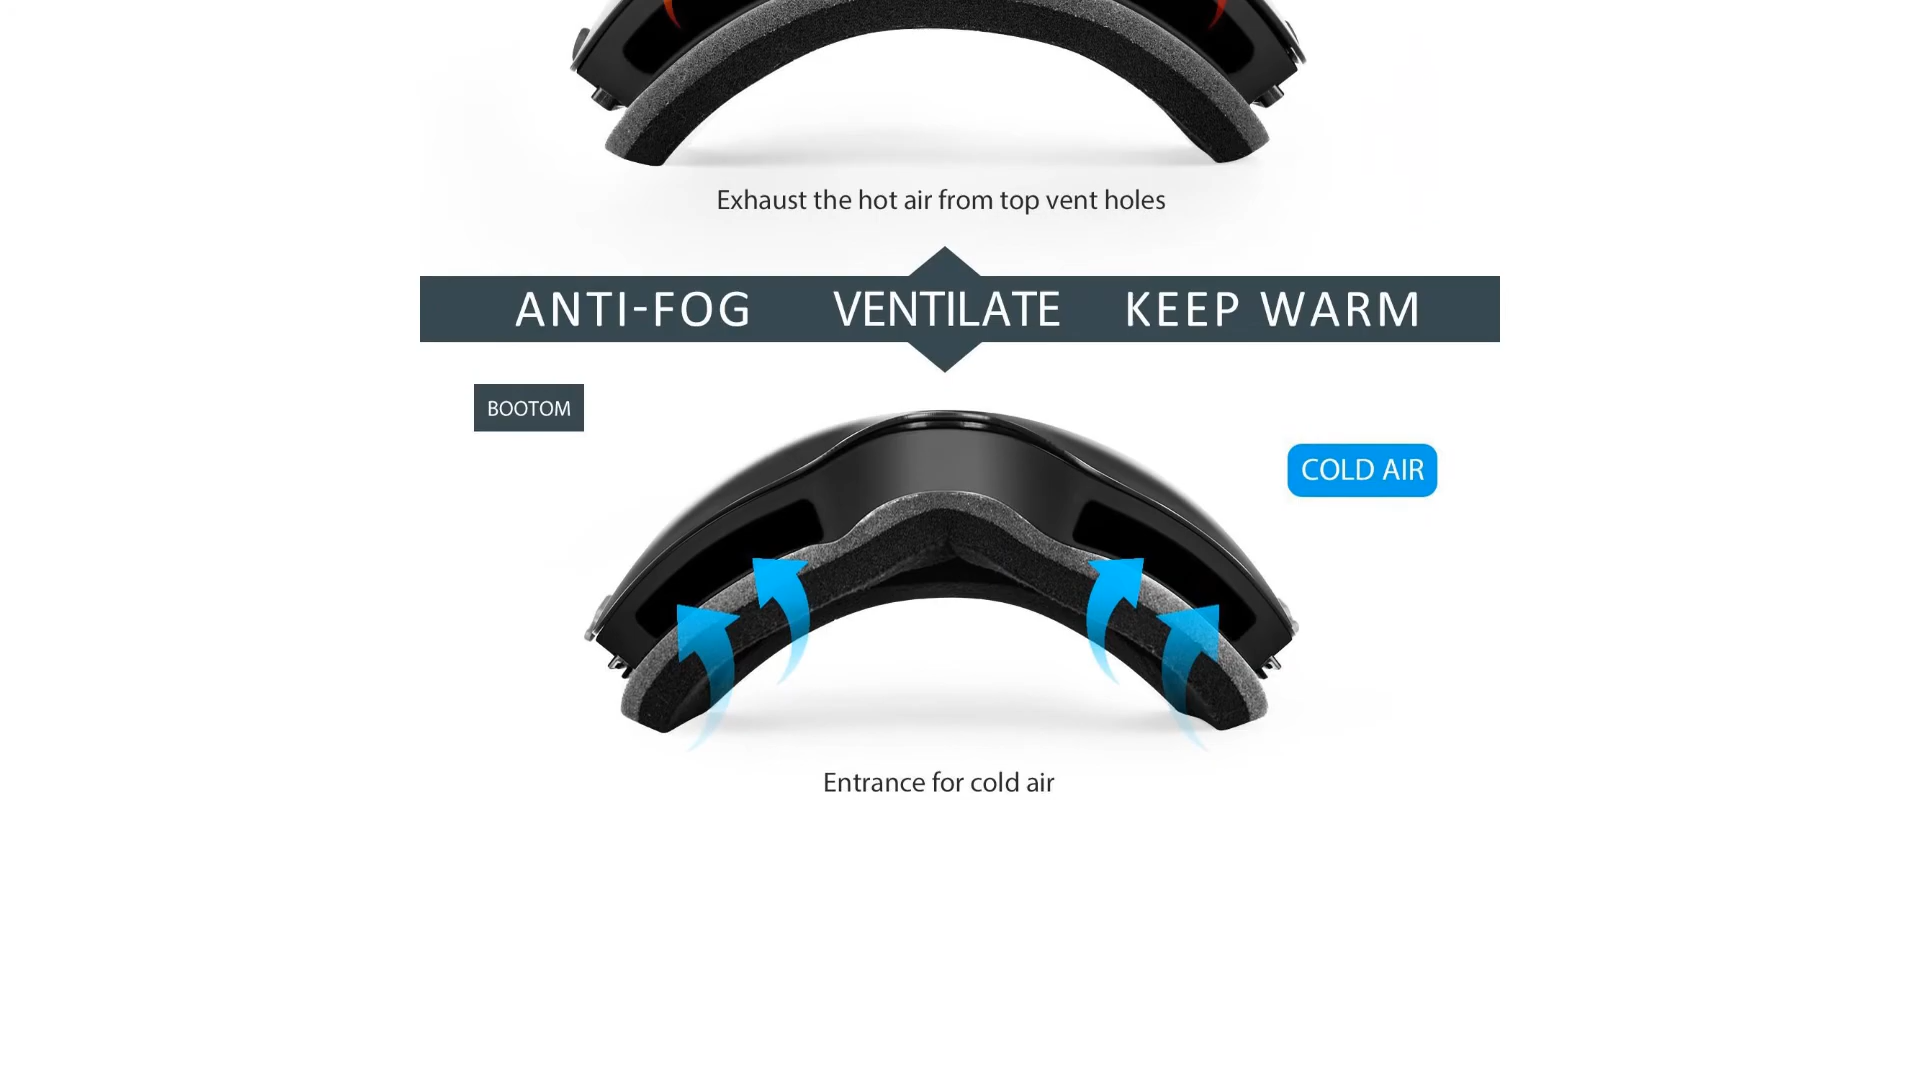 Exhaust the hot air from top vent holes
ANTI-FOG VENTILATE KEEP WARM
BOOTOM
COLD AIR
Entrance for cold air